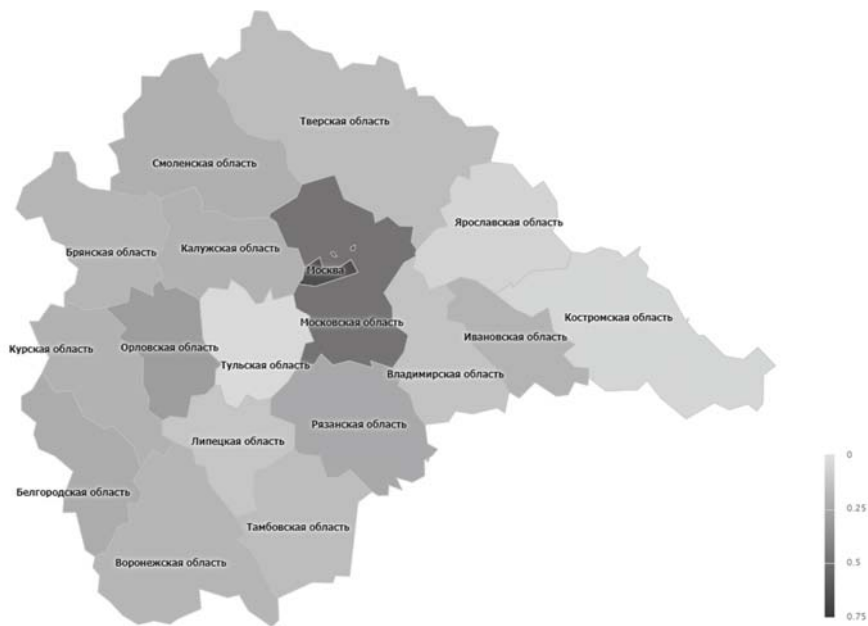 Тверская область
Смоленская область
Ярославская область
Калужская область
Брянская область
Москва
Костромская область
Московская область
Ивановская область
Орловская область
Курская область
Тульская область
Владимирская область
Рязанская область
Липецкая область
0
Белгородская область
0.25
Тамбовская область
Воронежская область
0.5
0.75